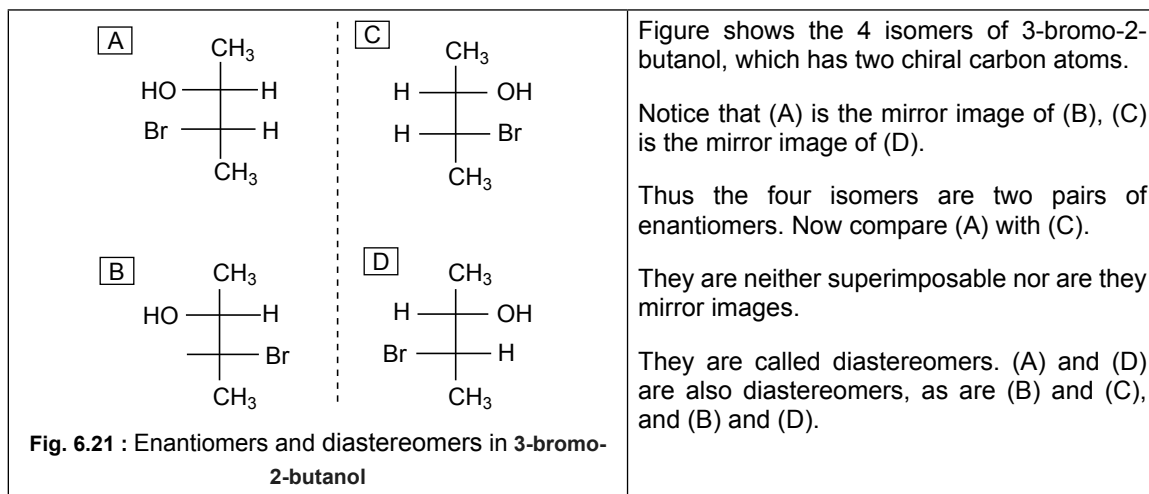 A
CH3
HO H
Br H
CH3
C
CH3
H OH
H Br
CH3
B
CH3
HO H
Br
CH3
D
CH3
H OH
Br H
CH3
Fig. 6.21 : Enantiomers and diastereomers in 3-bromo-
2-butanol
Figure shows the 4 isomers of 3-bromo-2-
butanol, which has two chiral carbon atoms.
Notice that (A) is the mirror image of (B), (C)
is the mirror image of (D).
Thus the four isomers are two pairs of
enantiomers. Now compare (A) with (C).
They are neither superimposable nor are they
mirror images.
They are called diastereomers. (A) and (D)
are also diastereomers, as are (B) and (C),
and (B) and (D).